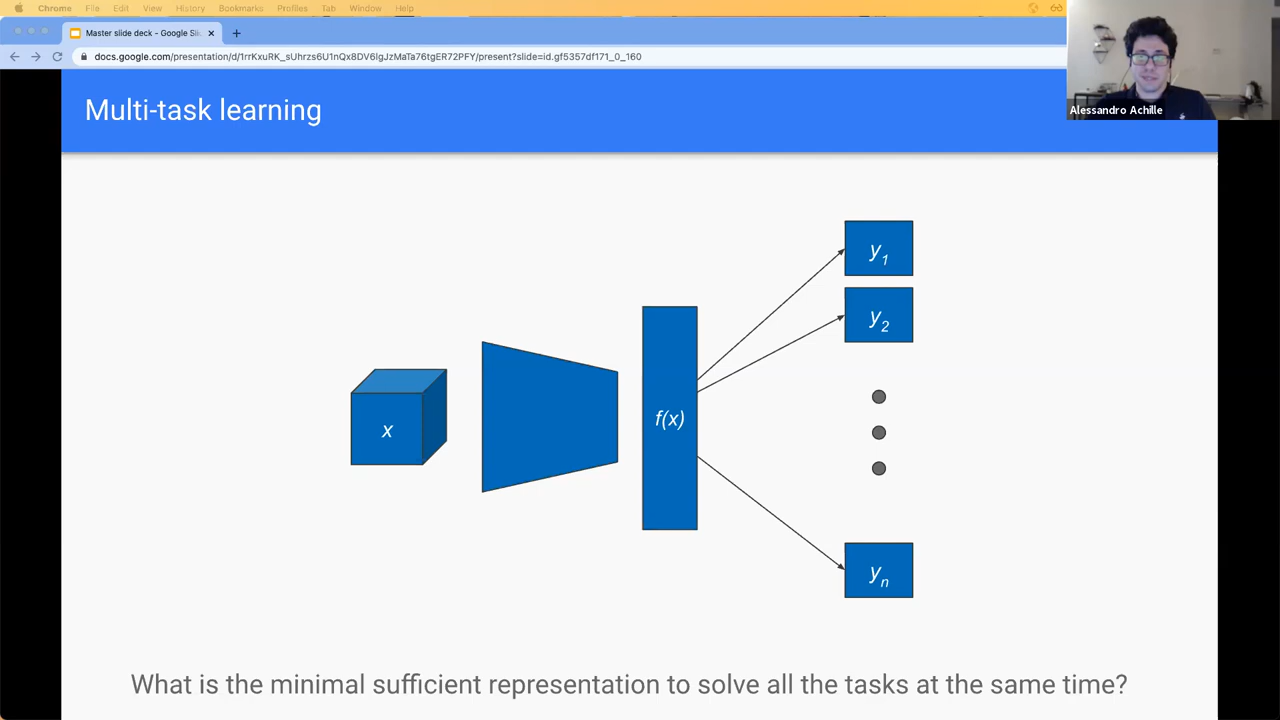 Chrome File Edit View History Bookmarks Profiles Tab Window Help
Master slide deck - Google Sli
docs.google.com/presentation/d/1rrKxuRK_sUhrzs6U1nQx8DV6IgJzMaTa76tgER72PFY/present?slide=id.gf5357df171_0_160
Alessandro Achille
Multi-task learning
y1
y2
x
f(x)
yn
What is the minimal sufficient representation to solve all the tasks at the same time?